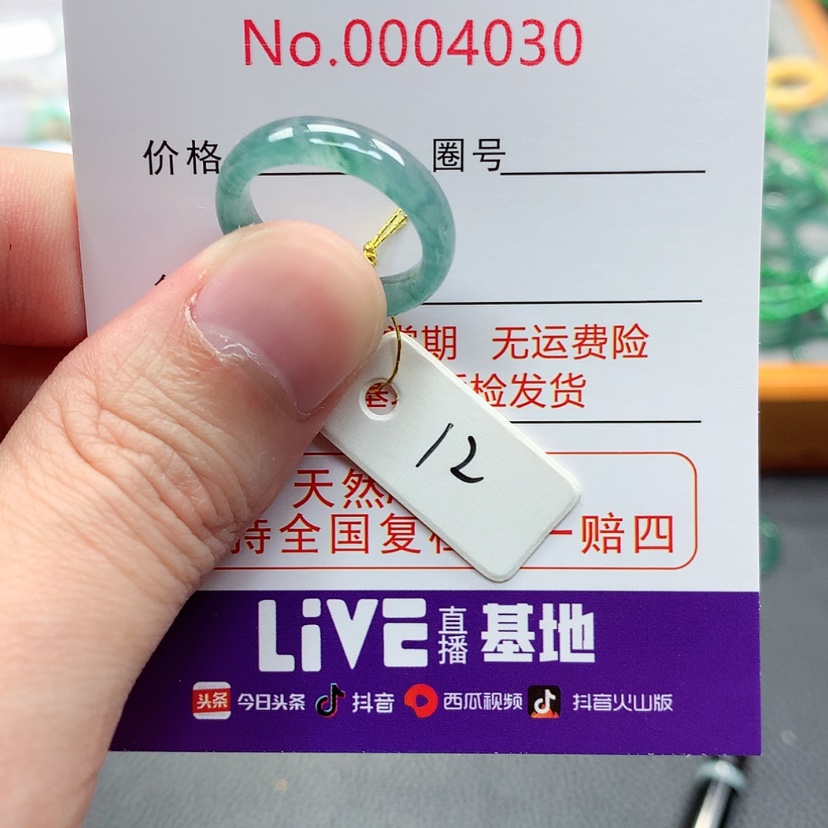 No.0004030
价格 圈号
期 无运费险
检发货
12
天然
持全国复检 一赔四
LiVE直播基地
头条 今日头条 抖音 西瓜视频 抖音火山版